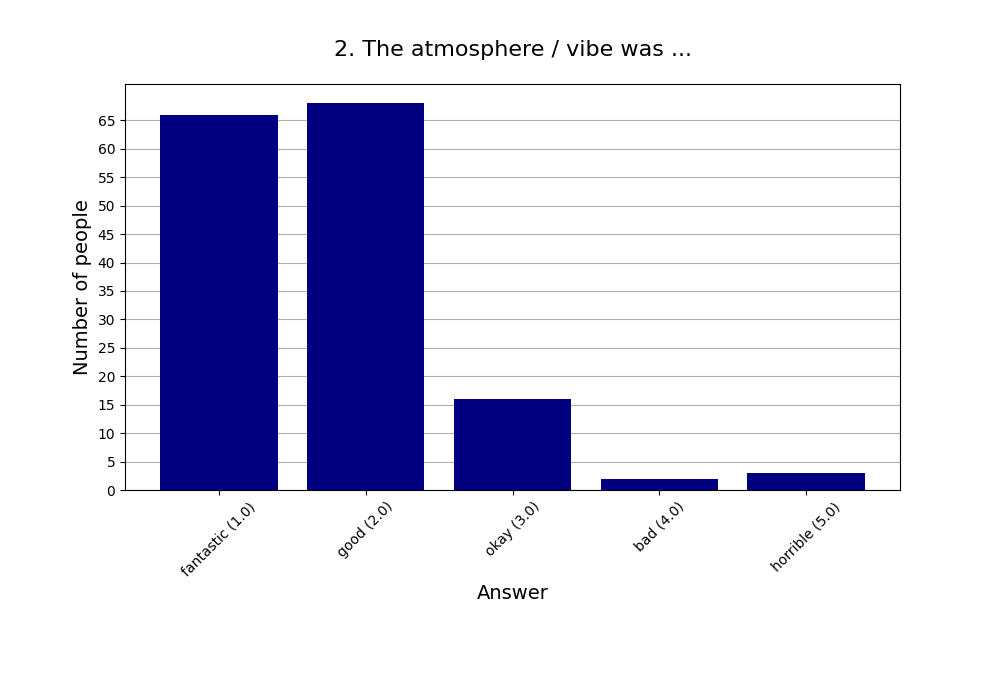 2. The atmosphere / vibe was ...
Number of people
65
60
55
50
45
40
35
30
25
20
15
10
5
0
fantastic (1.0)
good (2.0)
okay (3.0)
bad (4.0)
horrible (5.0)
Answer